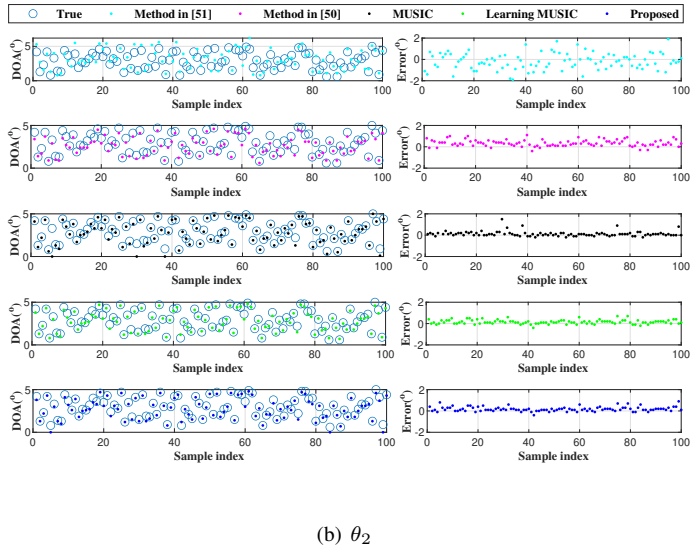 True Method in [51] Method in [50] MUSIC Learning MUSIC Proposed
DOA(°) 5 0 0 20 40 60 80 100 Sample index
Error(°) 2 0 -2 0 20 40 60 80 100 Sample index
DOA(°) 5 0 0 20 40 60 80 100 Sample index
Error(°) 2 0 -2 0 20 40 60 80 100 Sample index
DOA(°) 5 0 0 20 40 60 80 100 Sample index
Error(°) 2 0 -2 0 20 40 60 80 100 Sample index
DOA(°) 5 0 0 20 40 60 80 100 Sample index
Error(°) 2 0 -2 0 20 40 60 80 100 Sample index
DOA(°) 5 0 0 20 40 60 80 100 Sample index
Error(°) 2 0 -2 0 20 40 60 80 100 Sample index
(b) θ₂